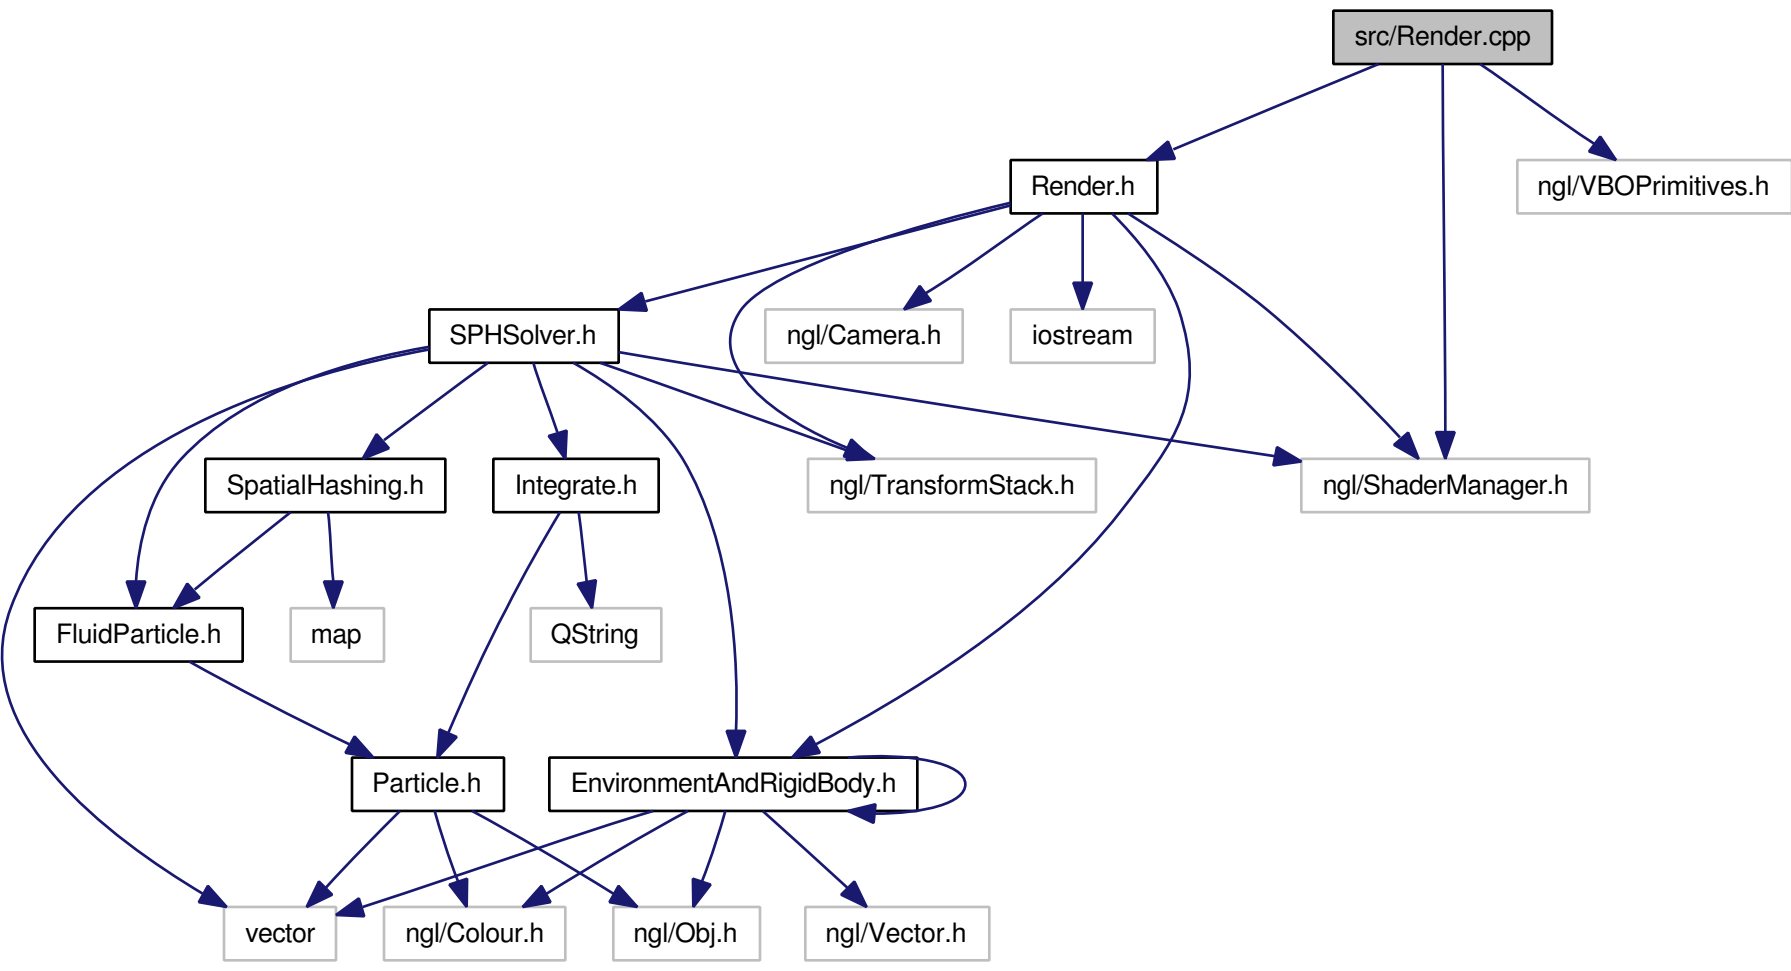 src/Render.cpp
Render.h
ngl/VBOPrimitives.h
SPHSolver.h
ngl/Camera.h
iostream
SpatialHashing.h
Integrate.h
ngl/TransformStack.h
ngl/ShaderManager.h
FluidParticle.h
map
QString
Particle.h
EnvironmentAndRigidBody.h
vector
ngl/Colour.h
ngl/Obj.h
ngl/Vector.h